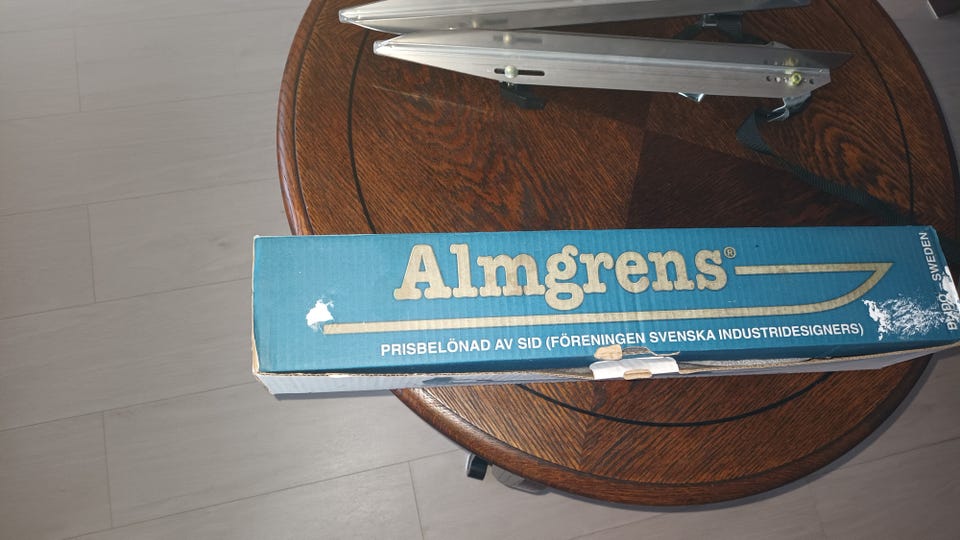 Almgrens®
PRISBELÖNAD AV SID (FÖRENINGEN SVENSKA INDUSTRIDESIGNERS)
SWEDEN